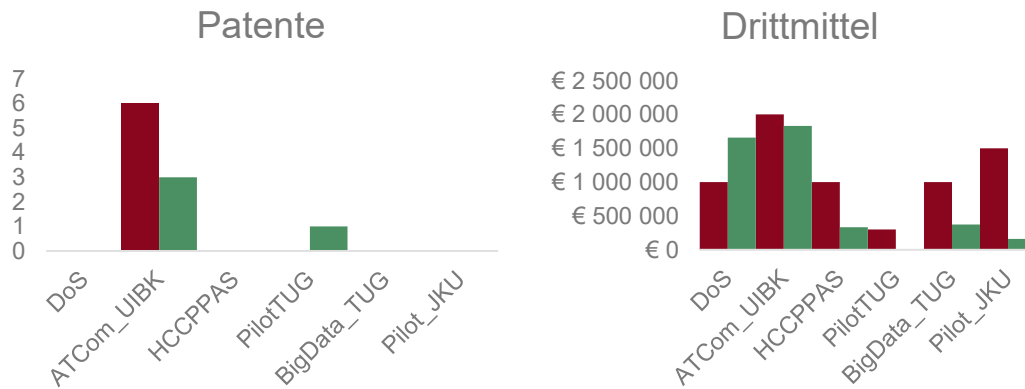 Patente
7
6
5
4
3
2
1
0
DoS
ATCom_UIBK
HCCPPAS
PilotTUG
BigData_TUG
Pilot_JKU
Drittmittel
€ 2 500 000
€ 2 000 000
€ 1 500 000
€ 1 000 000
€ 500 000
€ 0
DoS
ATCom_UIBK
HCCPPAS
PilotTUG
BigData_TUG
Pilot_JKU